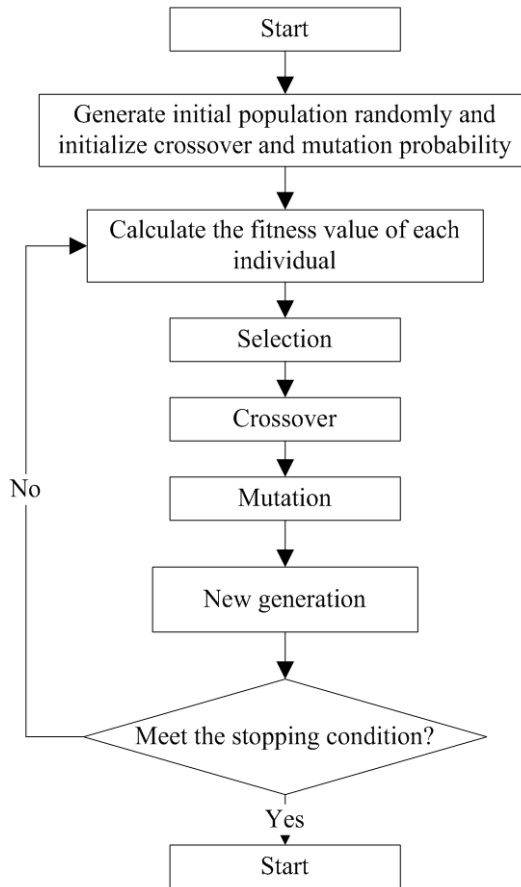 Start
Generate initial population randomly and
initialize crossover and mutation probability
Calculate the fitness value of each
individual
Selection
Crossover
Mutation
No
New generation
Meet the stopping condition?
Yes
Start